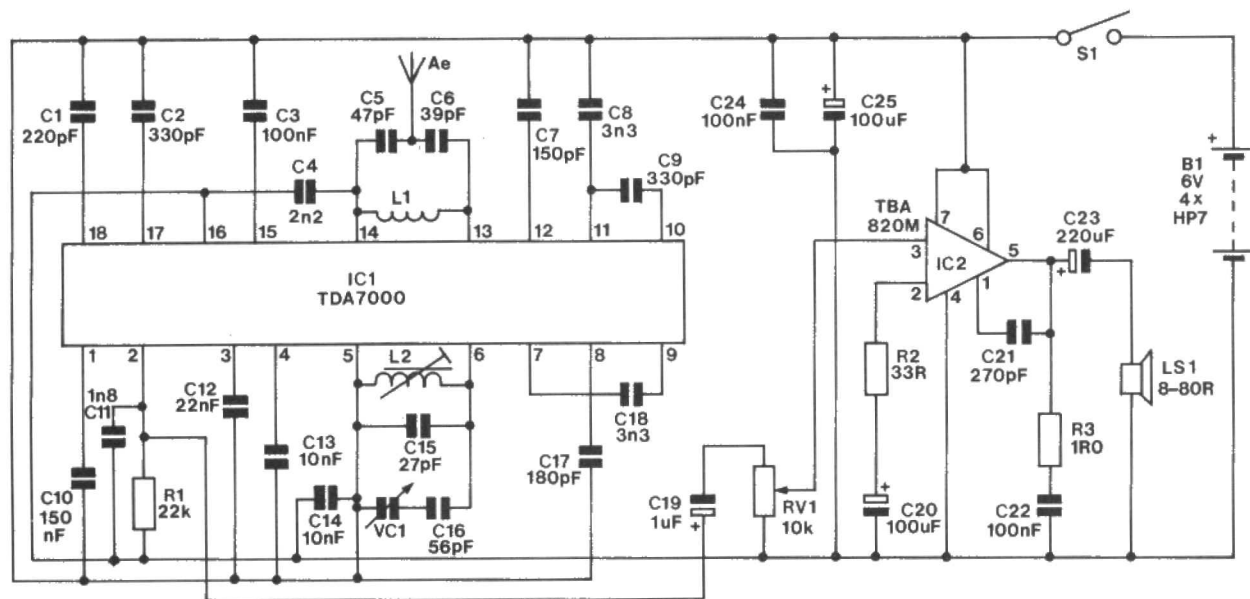 Ae
S1
C1
220pF
C2
330pF
C3
100nF
C5
47pF
C6
39pF
C4
2n2
L1
C7
150pF
C8
3n3
C9
330pF
C24
100nF
+
C25
100uF
+
B1
6V
4x
HP7
18
17
16
15
14
13
12
11
10
IC1
TDA7000
1
2
3
4
5
6
7
8
9
TBA
820M
7
6
3
IC2
5
2
4
1
C23
220uF
+
C21
270pF
R2
33R
LS1
8–80R
R3
1R0
L2
1n8
C11
C12
22nF
C13
10nF
C15
27pF
C18
3n3
C17
180pF
C10
150
nF
R1
22k
C14
10nF
VC1
C16
56pF
C19
1uF
+
RV1
10k
+
C20
100uF
C22
100nF